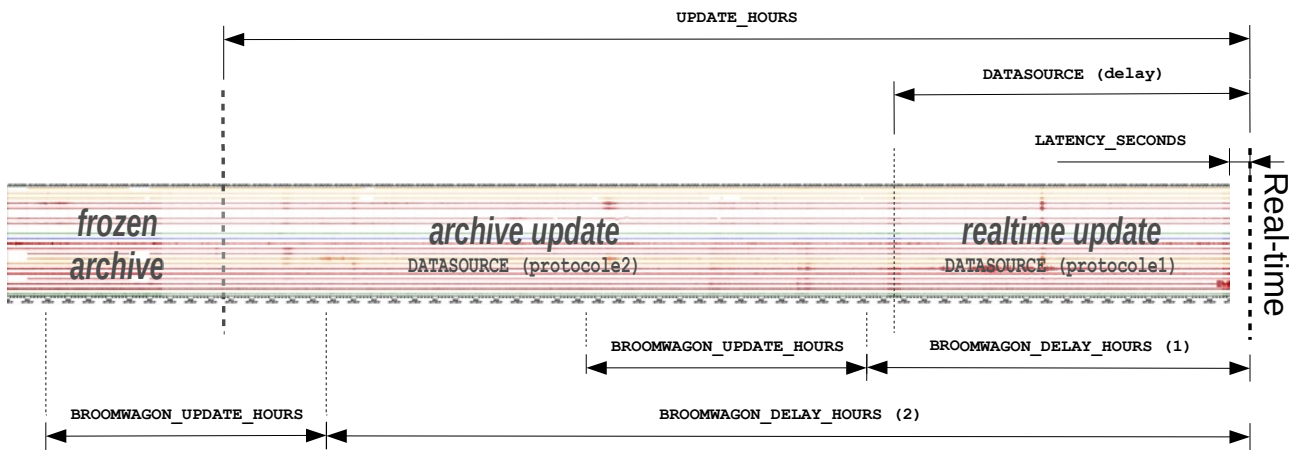 UPDATE_HOURS
DATASOURCE (delay)
LATENCY_SECONDS
Real-time
frozen
archive
archive update
DATASOURCE (protocole2)
realtime update
DATASOURCE (protocole1)
BROOMWAGON_UPDATE_HOURS
BROOMWAGON_DELAY_HOURS (1)
BROOMWAGON_UPDATE_HOURS
BROOMWAGON_DELAY_HOURS (2)